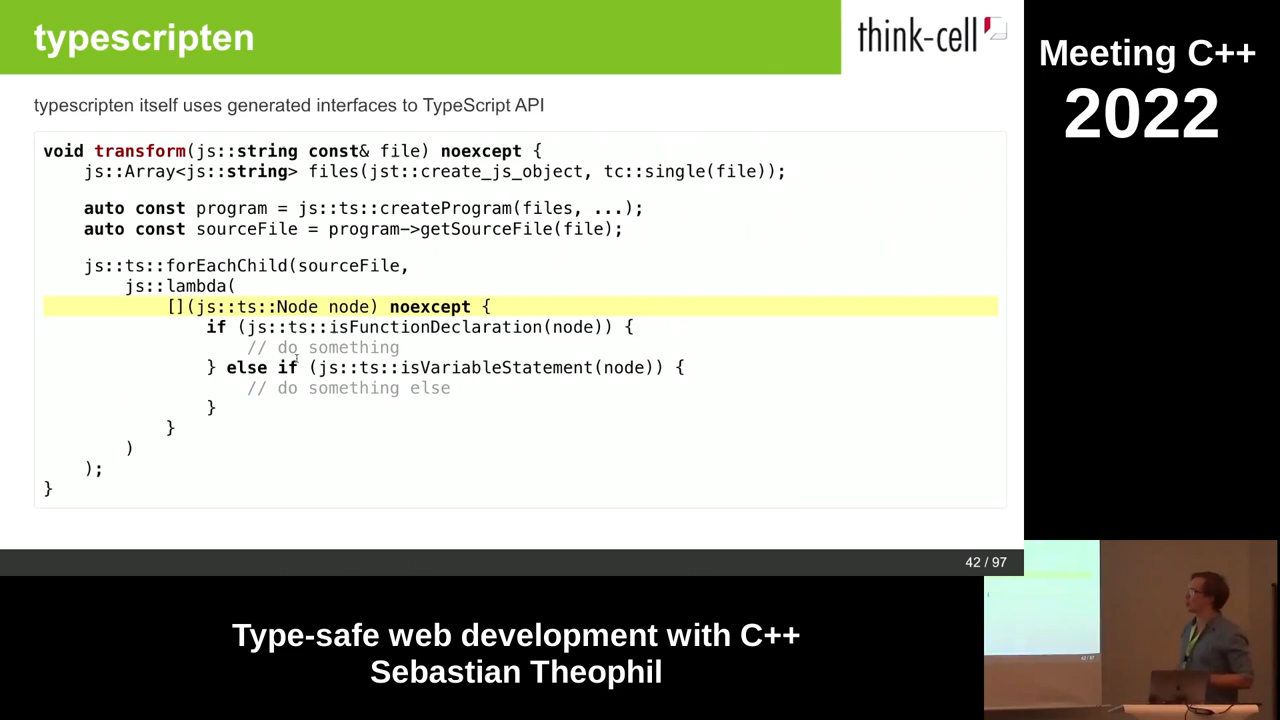 typescripten
think-cell
typescripten itself uses generated interfaces to TypeScript API
void transform(js::string const& file) noexcept {
    js::Array<js::string> files(jst::create_js_object, tc::single(file));
    auto const program = js::ts::createProgram(files, ...);
    auto const sourceFile = program->getSourceFile(file);
    js::ts::forEachChild(sourceFile,
        js::lambda(
            [](js::ts::Node node) noexcept {
                if (js::ts::isFunctionDeclaration(node)) {
                    // do something
                } else if (js::ts::isVariableStatement(node)) {
                    // do something else
                }
            }
        )
    );
}
42 / 97
Meeting C++
2022
Type-safe web development with C++
Sebastian Theophil
42 / 97